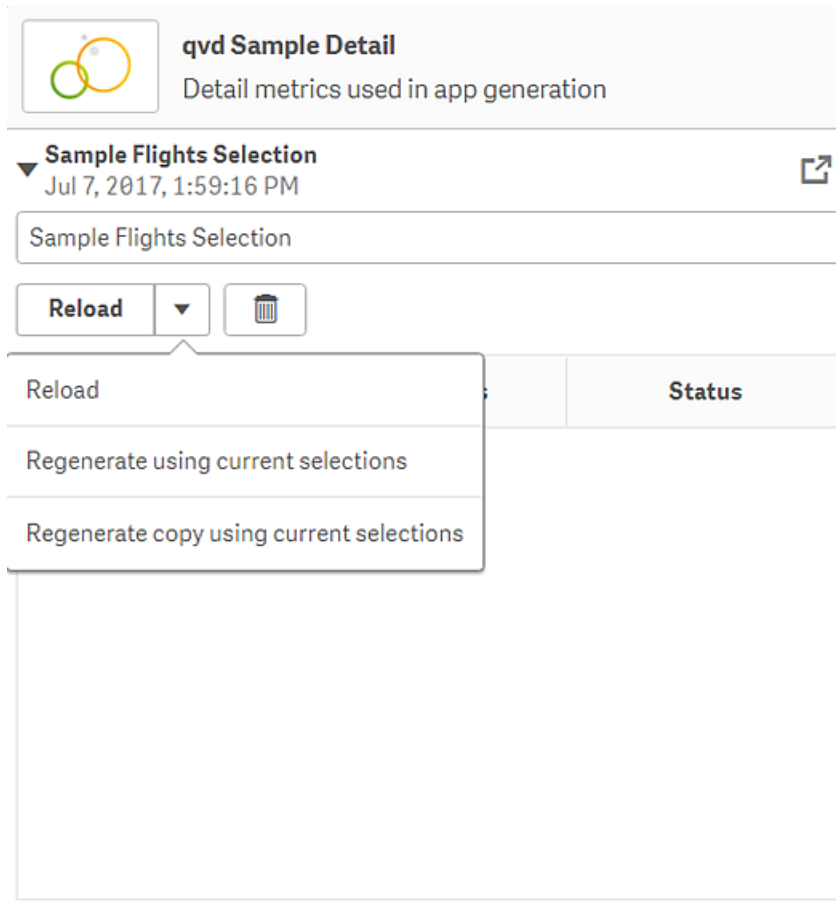 qvd Sample Detail
Detail metrics used in app generation
Sample Flights Selection
Jul 7, 2017, 1:59:16 PM
Sample Flights Selection
Reload
Status
Reload
Regenerate using current selections
Regenerate copy using current selections